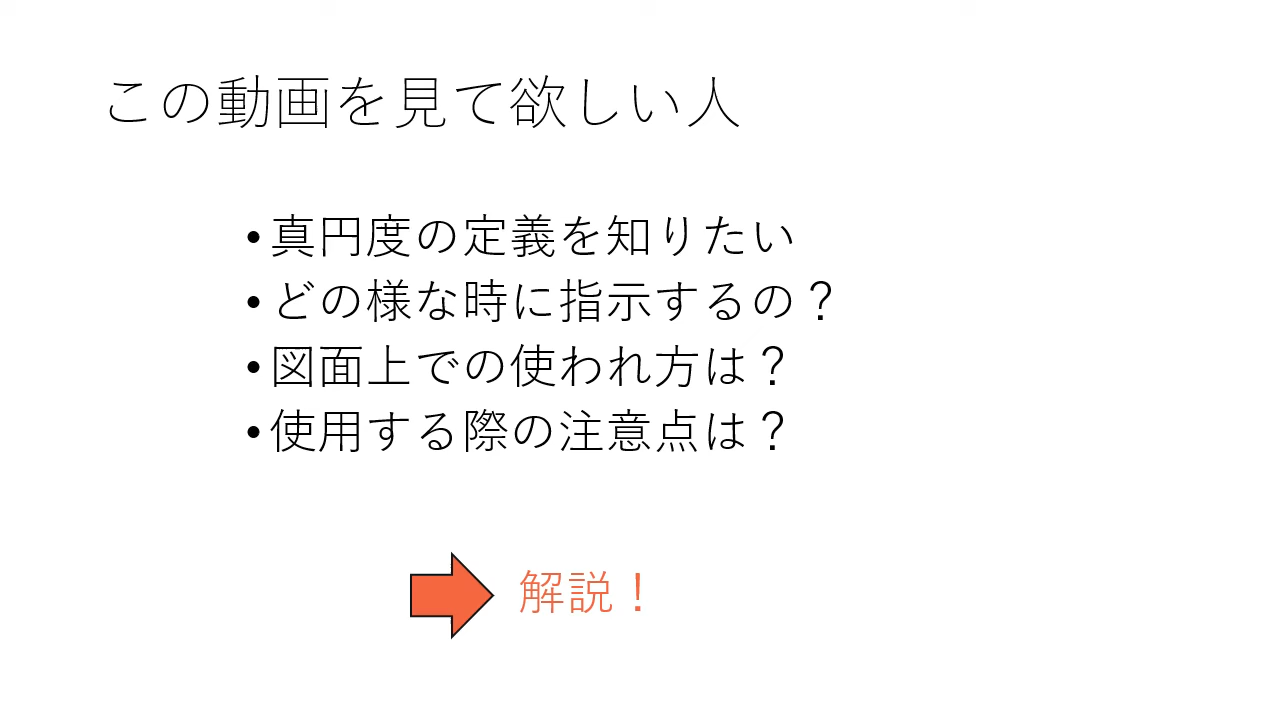 この動画を見て欲しい人
•真円度の定義を知りたい
•どの様な時に指示するの？
•図面上での使われ方は？
•使用する際の注意点は？
解説！